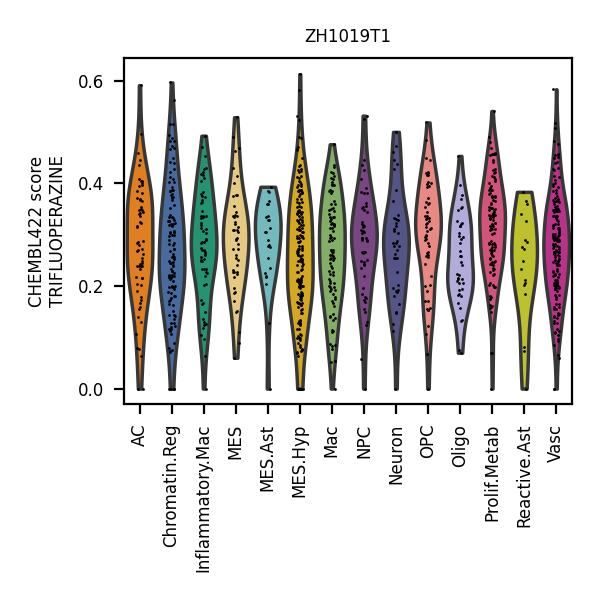 ZH1019T1
CHEMBL422 score
TRIFLUOPERAZINE
0.6
0.4
0.2
0.0
AC
Chromatin.Reg
Inflammatory.Mac
MES
MES.Ast
MES.Hyp
Mac
NPC
Neuron
OPC
Oligo
Prolif.Metab
Reactive.Ast
Vasc